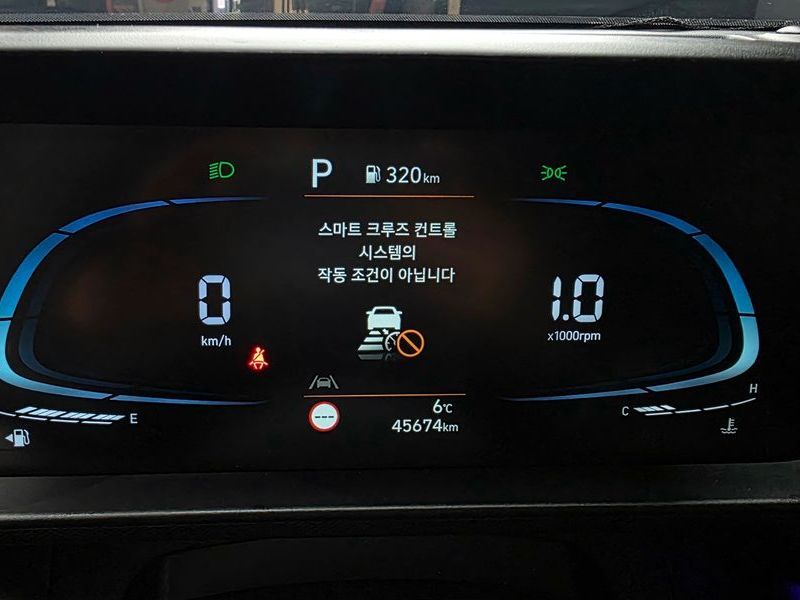 P 320km
스마트 크루즈 컨트롤
시스템의
작동 조건이 아닙니다
0
km/h
1.0
x1000rpm
E
---
6℃
45674km
C
H